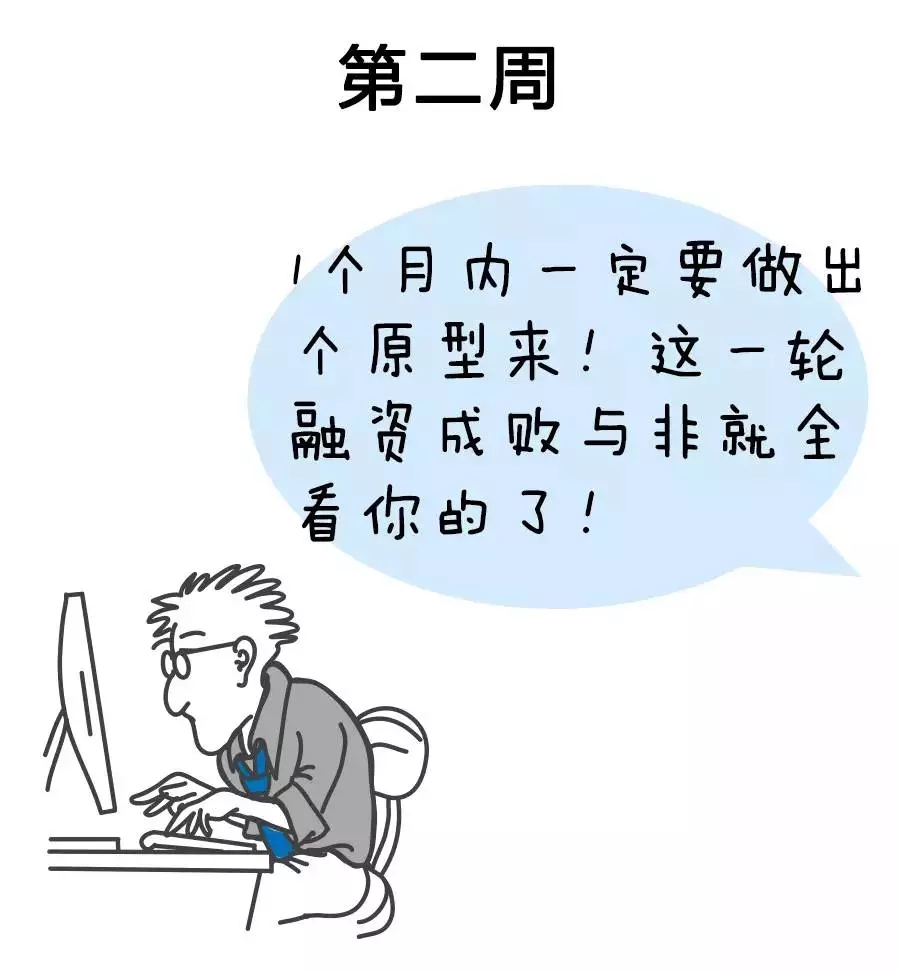 第二周
1个月内一定要做出
个原型来！这一轮
融资成败与非就全
看你的了！